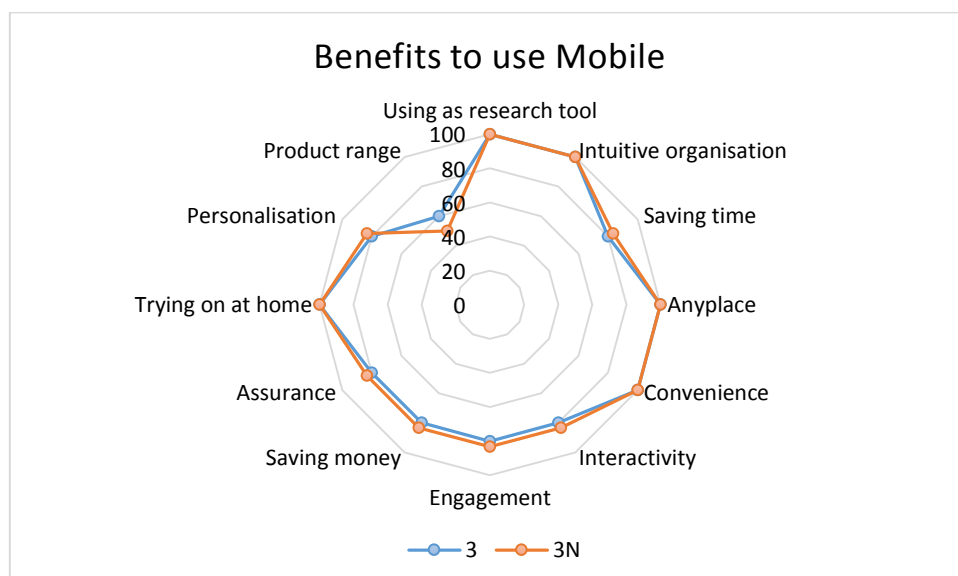 Benefits to use Mobile
Using as research tool
Intuitive organisation
Saving time
Anyplace
Convenience
Interactivity
Engagement
Saving money
Assurance
Trying on at home
Personalisation
Product range
100
80
60
40
20
0
3
3N